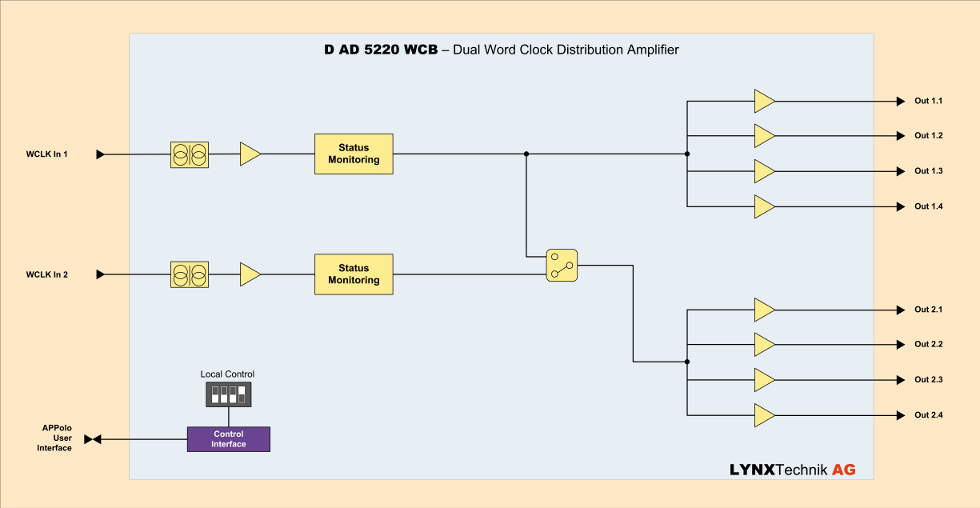 D AD 5220 WCB – Dual Word Clock Distribution Amplifier
WCLK In 1
Status
Monitoring
Out 1.1
Out 1.2
Out 1.3
Out 1.4
WCLK In 2
Status
Monitoring
Out 2.1
Out 2.2
Out 2.3
Out 2.4
Local Control
APPolo
User
Interface
Control
Interface
LYNXTechnik AG